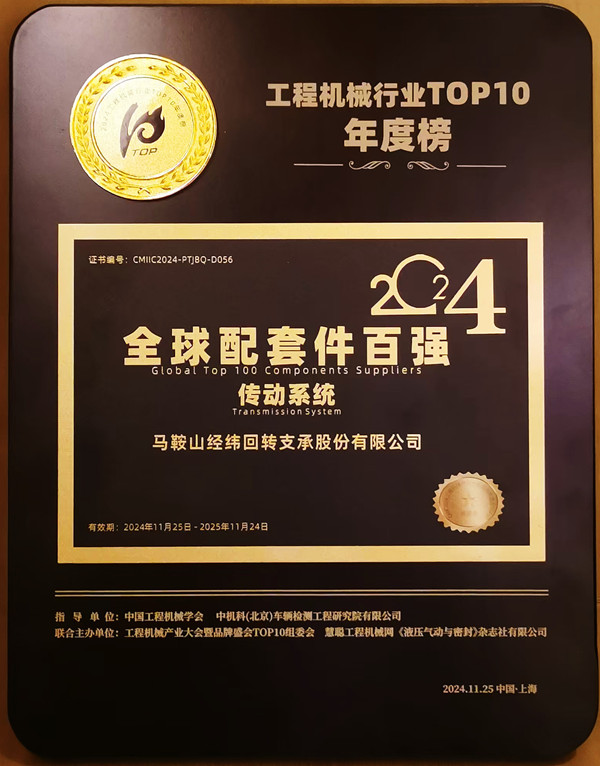 TOP
工程机械行业TOP10
年度榜
证书编号：CMIIC2024-PTJBQ-D056
2024
全球配套件百强
Global Top 100 Components Suppliers
传动系统
Transmission System
马鞍山经纬回转支承股份有限公司
有效期：2024年11月25日 - 2025年11月24日
指 导 单 位：中国工程机械学会 中机科(北京)车辆检测工程研究院有限公司
联合主办单位：工程机械产业大会暨品牌盛会TOP10组委会 慧聪工程机械网《液压气动与密封》杂志社有限公司
2024.11.25 中国·上海